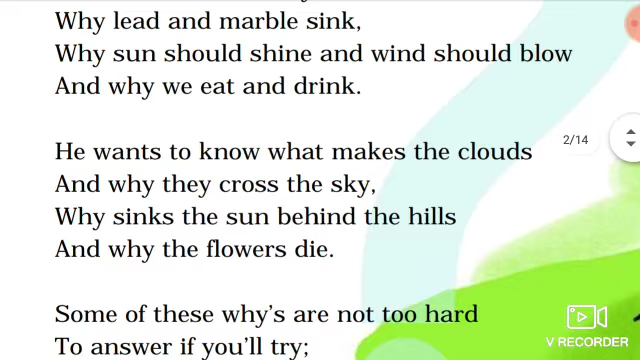 Why lead and marble sink,
Why sun should shine and wind should blow
And why we eat and drink.
He wants to know what makes the clouds
2/14
And why they cross the sky,
Why sinks the sun behind the hills
And why the flowers die.
Some of these why's are not too hard
To answer if you'll try;
V RECORDER